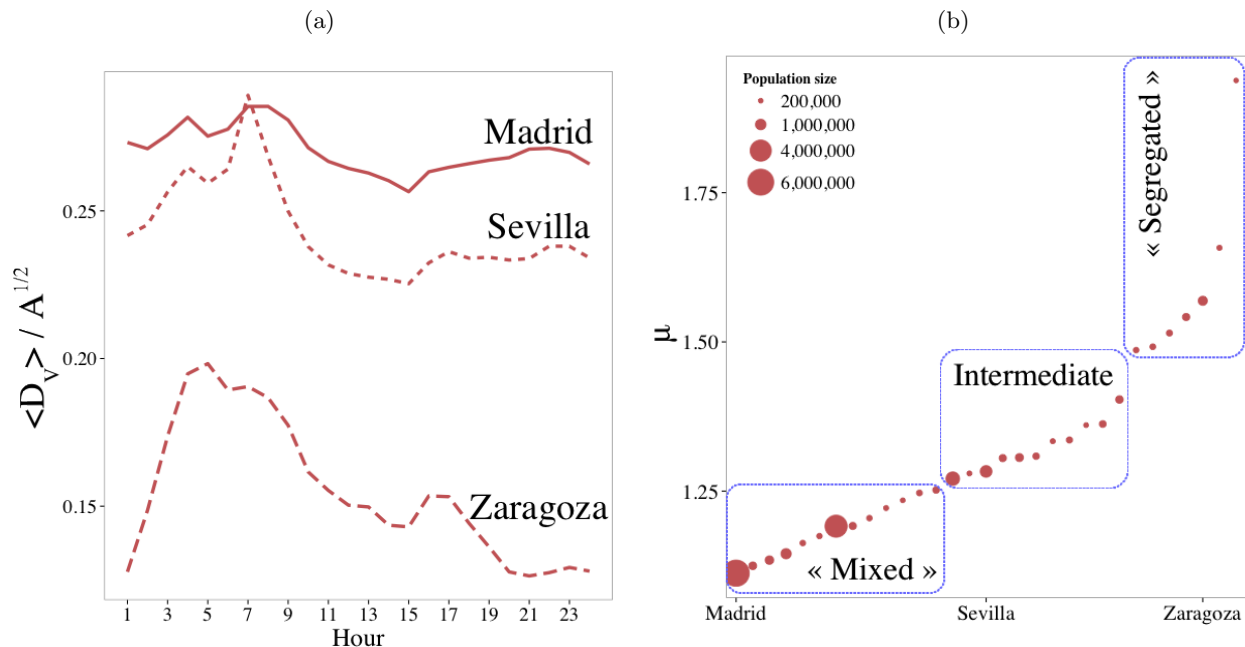 (a)
(b)
Madrid
Sevilla
Zaragoza
0.25
0.20
0.15
<D_V> / A^{1/2}
1 3 5 7 9 11 13 15 17 19 21 23
Hour
Population size
200,000
1,000,000
4,000,000
6,000,000
« Segregated »
Intermediate
« Mixed »
1.75
1.50
1.25
μ
Madrid Sevilla Zaragoza